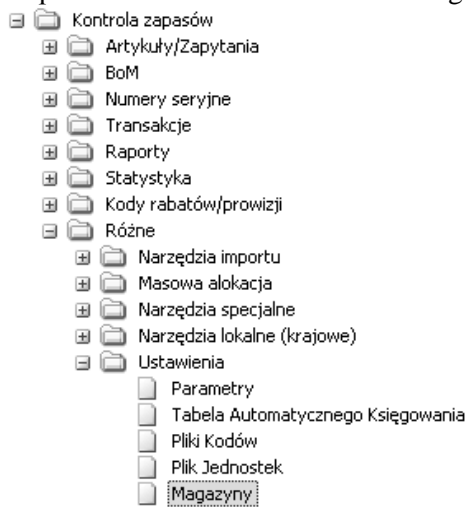 Kontrola zapasów
Artykuły/Zapytania
BoM
Numery seryjne
Transakcje
Raporty
Statystyka
Kody rabatów/prowizji
Różne
Narzędzia importu
Masowa alokacja
Narzędzia specjalne
Narzędzia lokalne (krajowe)
Ustawienia
Parametry
Tabela Automatycznego Księgowania
Pliki Kodów
Plik Jednostek
Magazyny